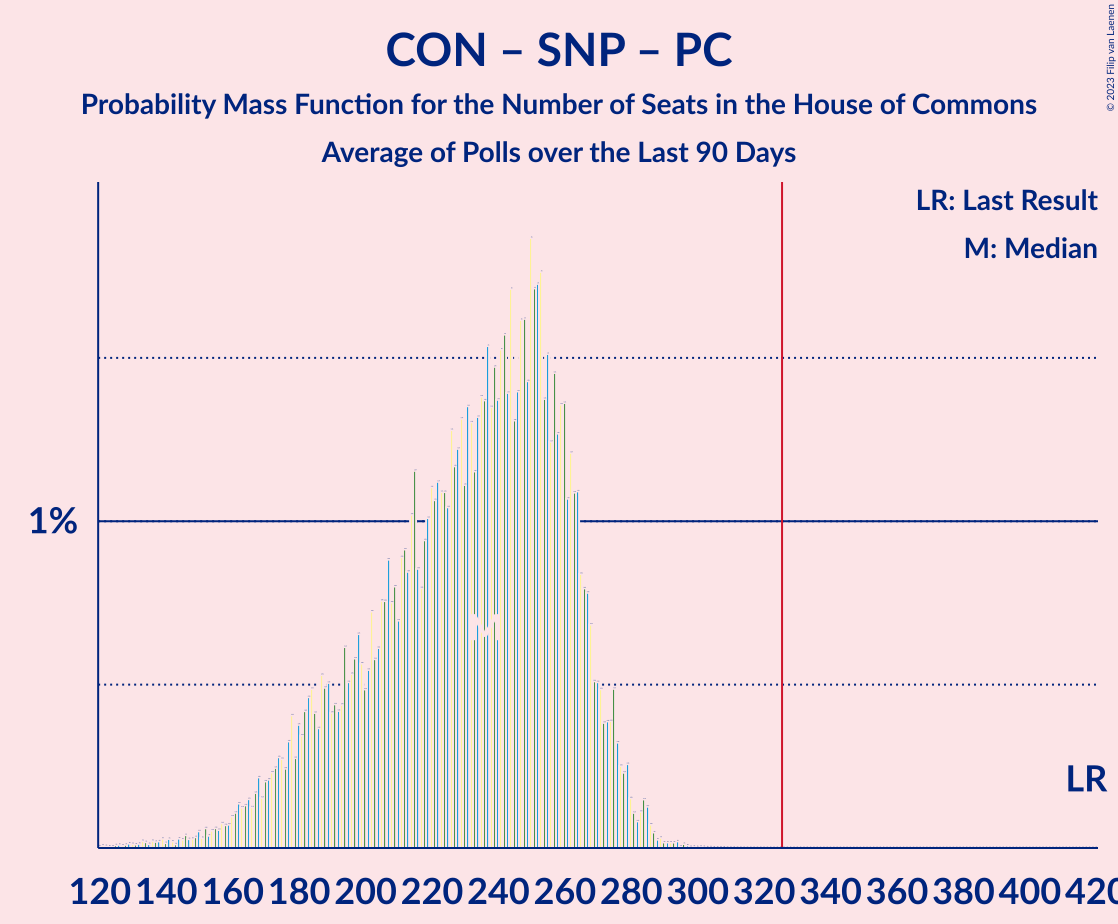 CON – SNP – PC
Probability Mass Function for the Number of Seats in the House of Commons
Average of Polls over the Last 90 Days
© 2023 Filip van Laenen
LR: Last Result
M: Median
1%
M
LR
120 140 160 180 200 220 240 260 280 300 320 340 360 380 400 420